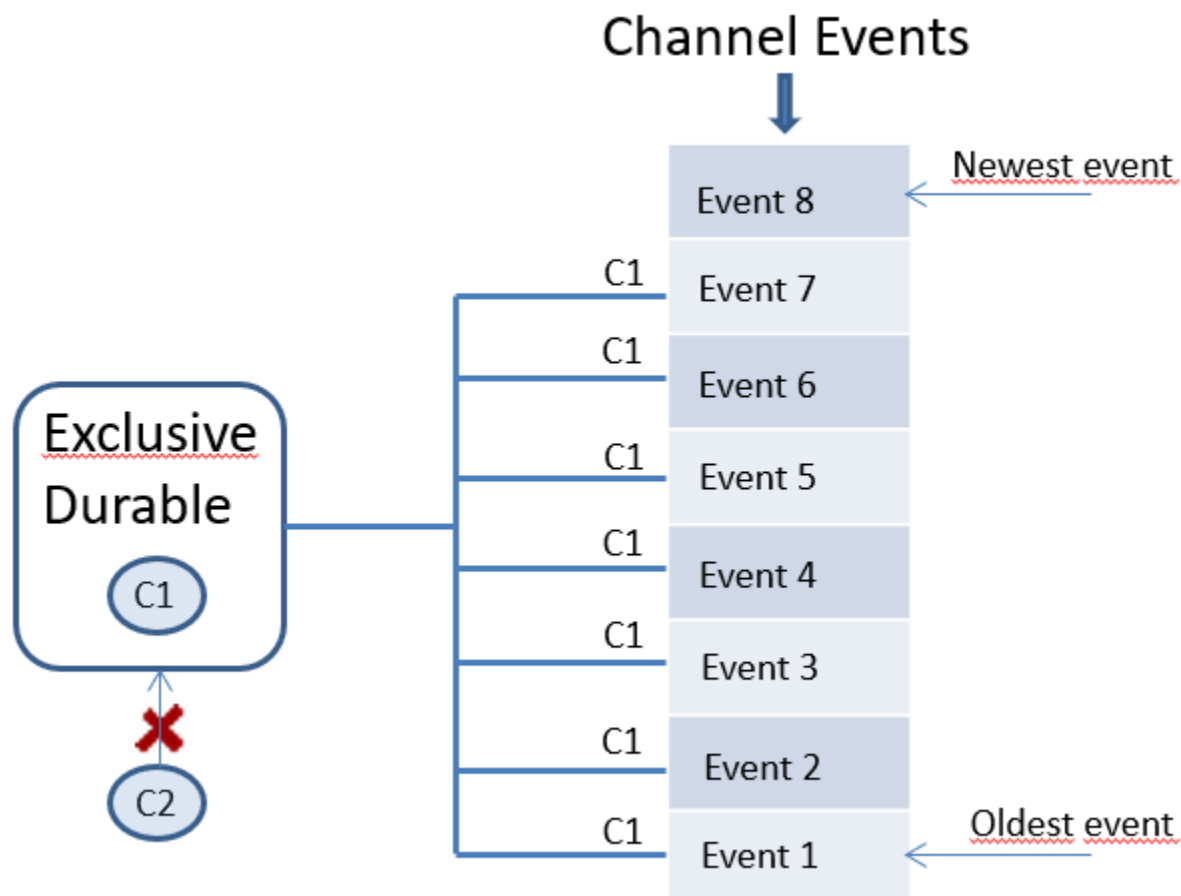 Channel Events
Newest event
Event 8
C1
Event 7
C1
Event 6
Exclusive
Durable
C1
C1
Event 5
C1
Event 4
C1
Event 3
C2
C1
Event 2
C1
Event 1
Oldest event